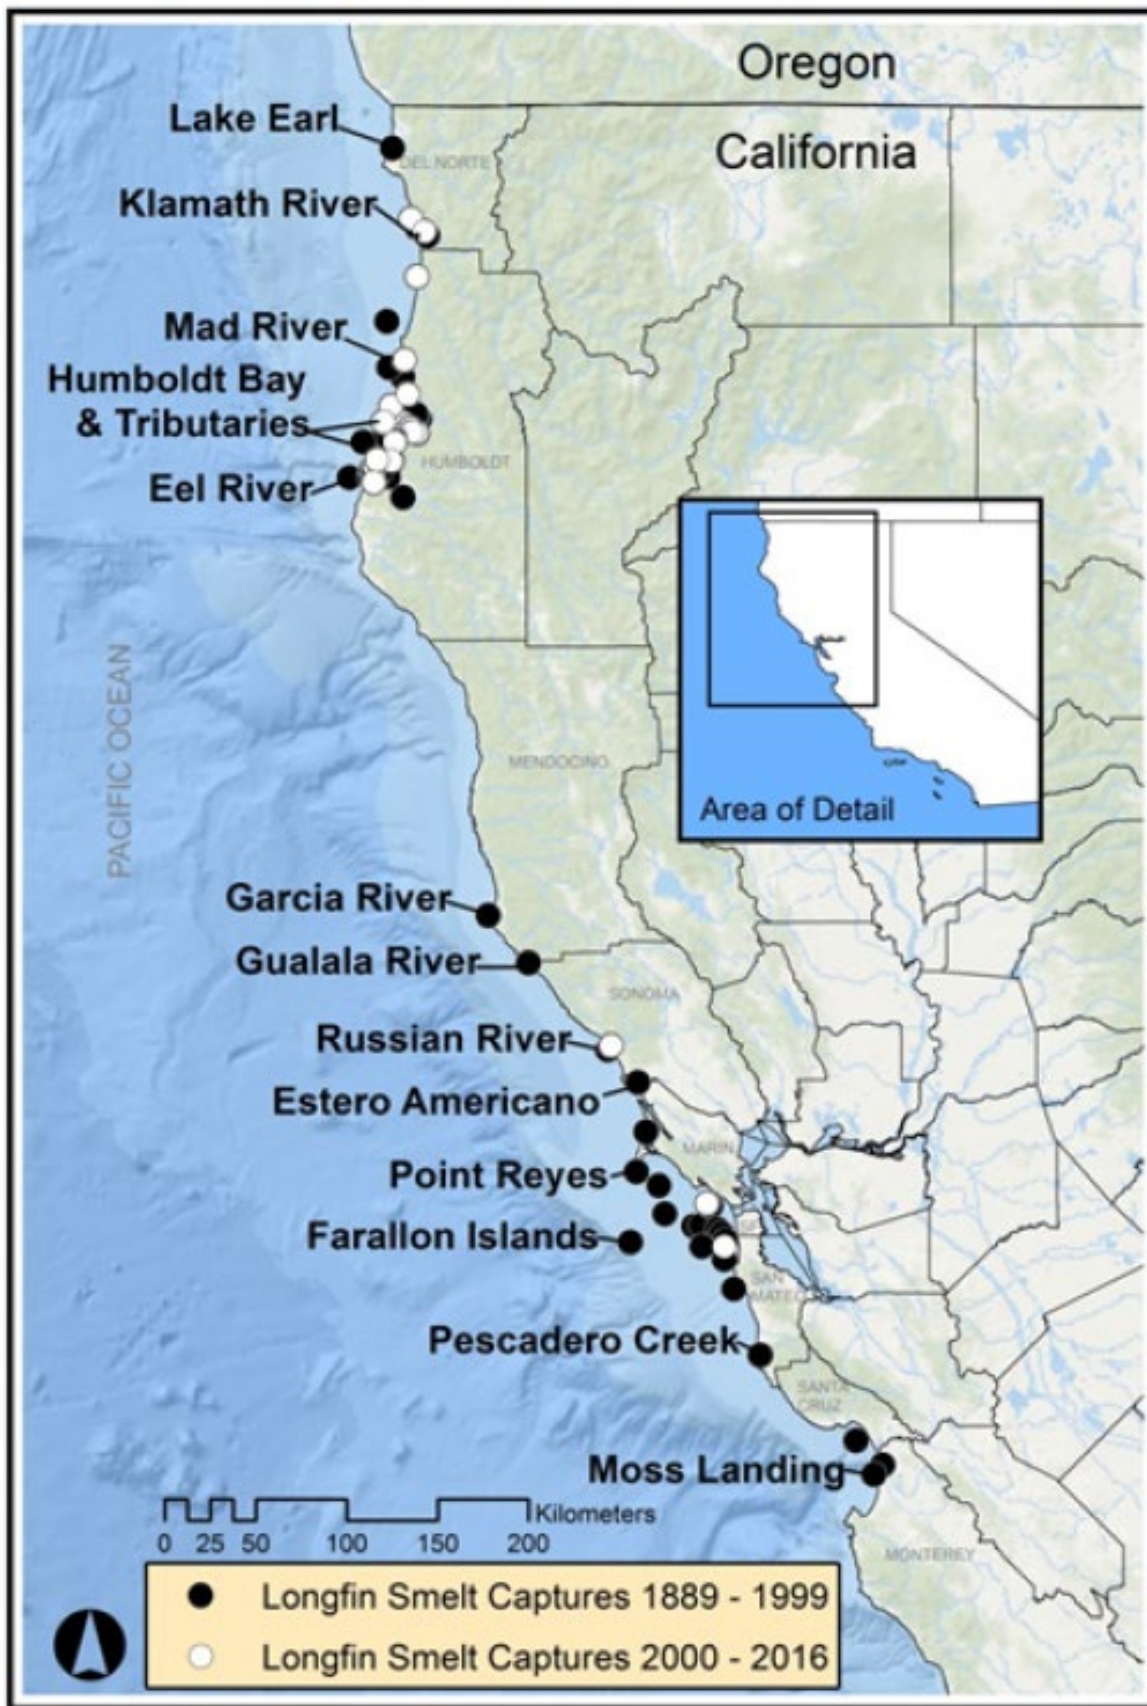 Oregon
California
Lake Earl
DEL NORTE
Klamath River
Mad River
Humboldt Bay
& Tributaries
HUMBOLDT
Eel River
PACIFIC OCEAN
MENDOCINO
Area of Detail
Garcia River
Gualala River
SONOMA
Russian River
Estero Americano
MARIN
Point Reyes
Farallon Islands
SAN
MATEO
Pescadero Creek
SANTA
CRUZ
Moss Landing
Kilometers
0 25 50 100 150 200
MONTEREY
Longfin Smelt Captures 1889 - 1999
Longfin Smelt Captures 2000 - 2016